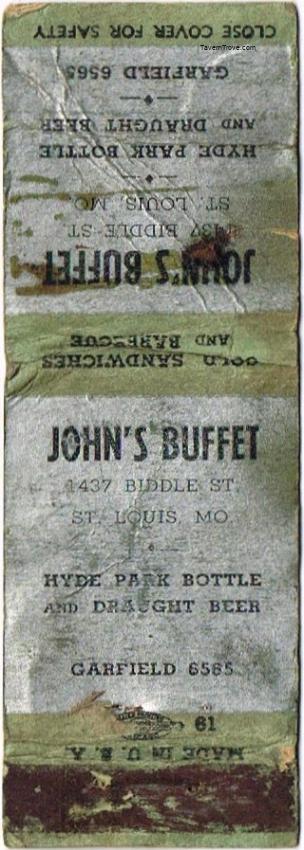 CLOSE COVER FOR SAFETY
TavernTrove.com
GARFIELD 6565
AND DRAUGHT BEER
HYDE PARK BOTTLE
ST. LOUIS, MO.
1437 BIDDLE ST.
JOHN'S BUFFET
AND BARBECUE
COLD SANDWICHES
JOHN'S BUFFET
1437 BIDDLE ST.
ST. LOUIS, MO.
HYDE PARK BOTTLE
AND DRAUGHT BEER
GARFIELD 6565
61
MADE IN U.S.A.